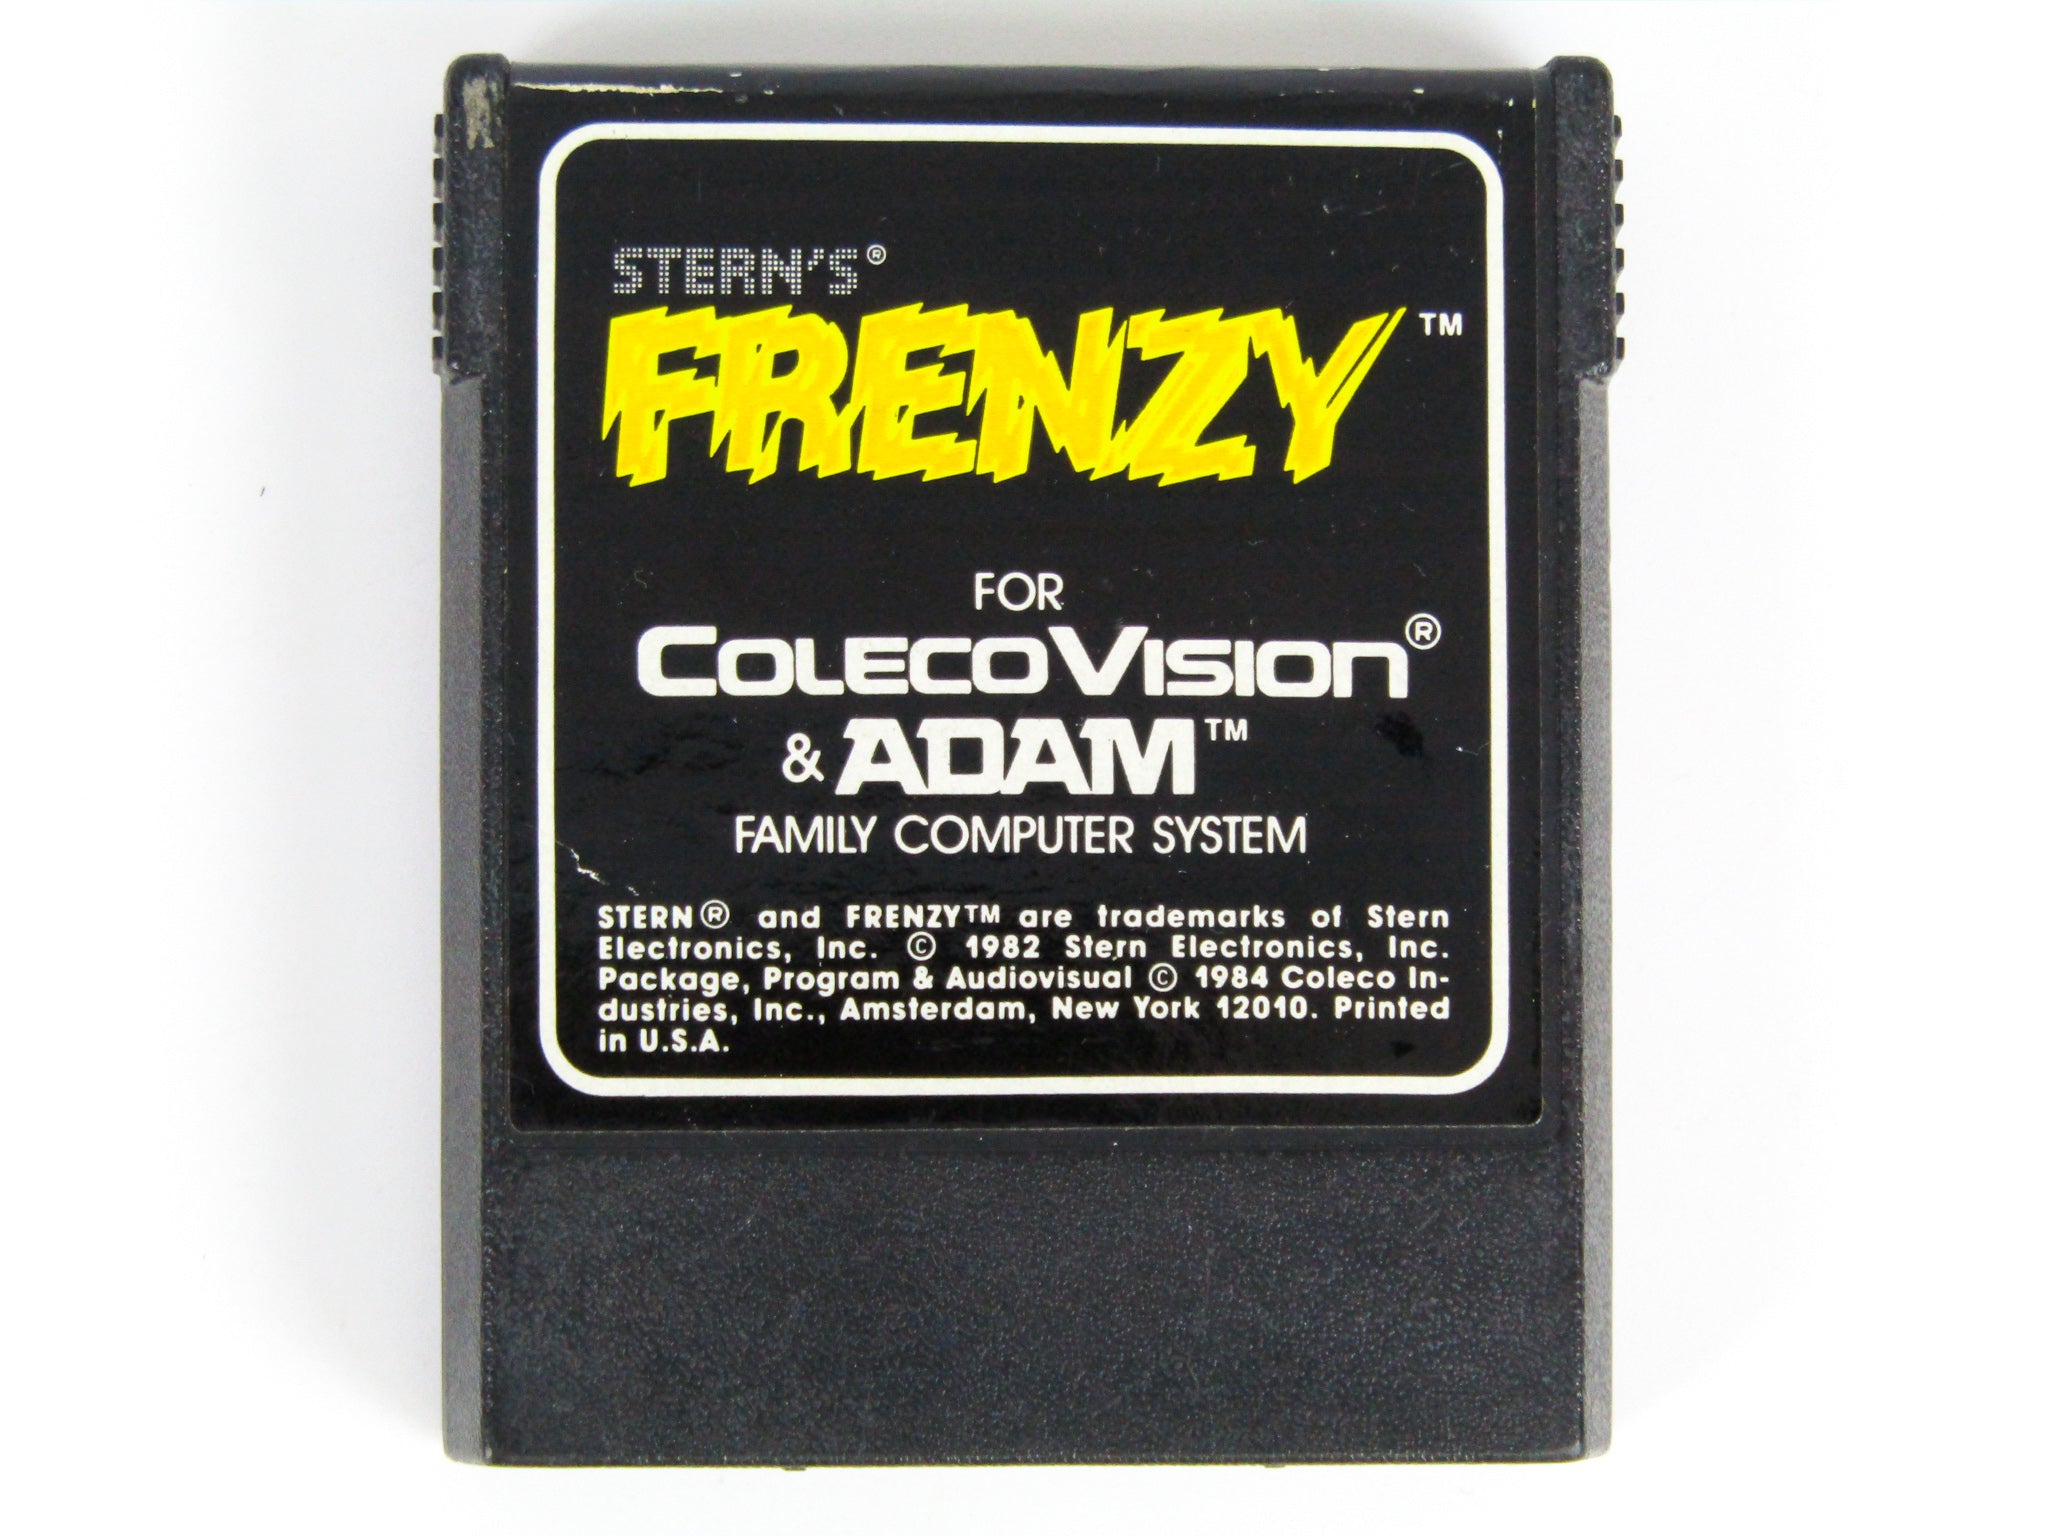 STERN'S®
FRENZY™
FOR
COLECOVISION®
& ADAM™
FAMILY COMPUTER SYSTEM
STERN® and FRENZY™ are trademarks of Stern
Electronics, Inc. © 1982 Stern Electronics, Inc.
Package, Program & Audiovisual © 1984 Coleco In-
dustries, Inc., Amsterdam, New York 12010. Printed
in U.S.A.